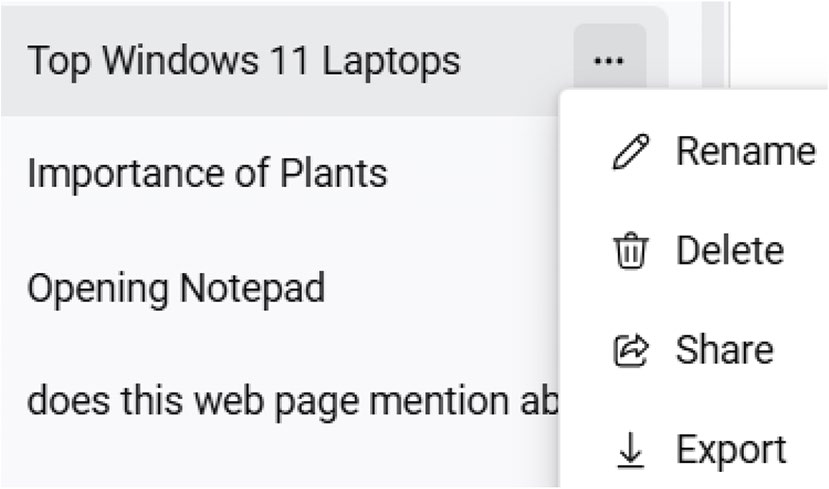 Top Windows 11 Laptops
Importance of Plants
Opening Notepad
does this web page mention ab
Rename
Delete
Share
Export